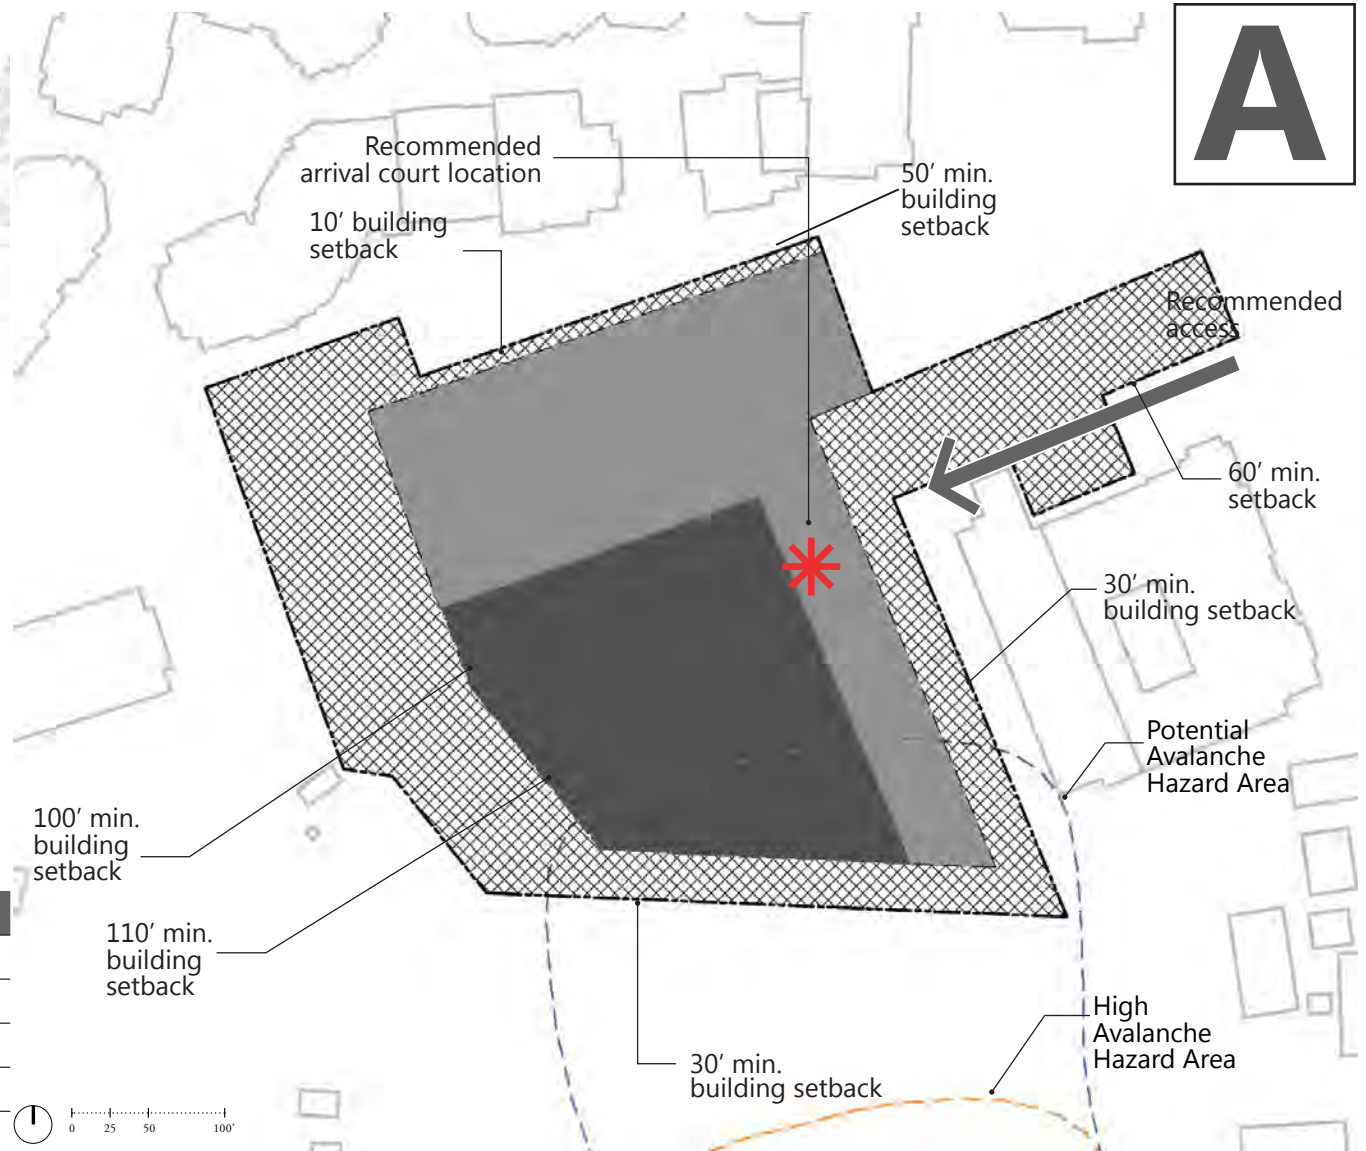 A
Recommended
arrival court location
50’ min.
building
setback
10’ building
setback
Recommended
access
60’ min.
setback
30’ min.
building setback
Potential
Avalanche
Hazard Area
100’ min.
building
setback
110’ min.
building
setback
High
Avalanche
Hazard Area
30’ min.
building setback
0 25 50 100’